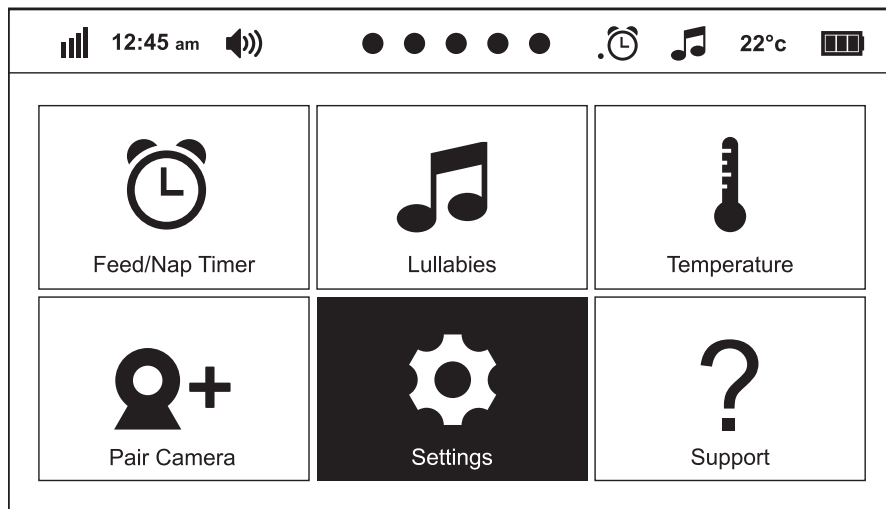 12:45 am 22°c
Feed/Nap Timer Lullabies Temperature
Pair Camera Settings Support